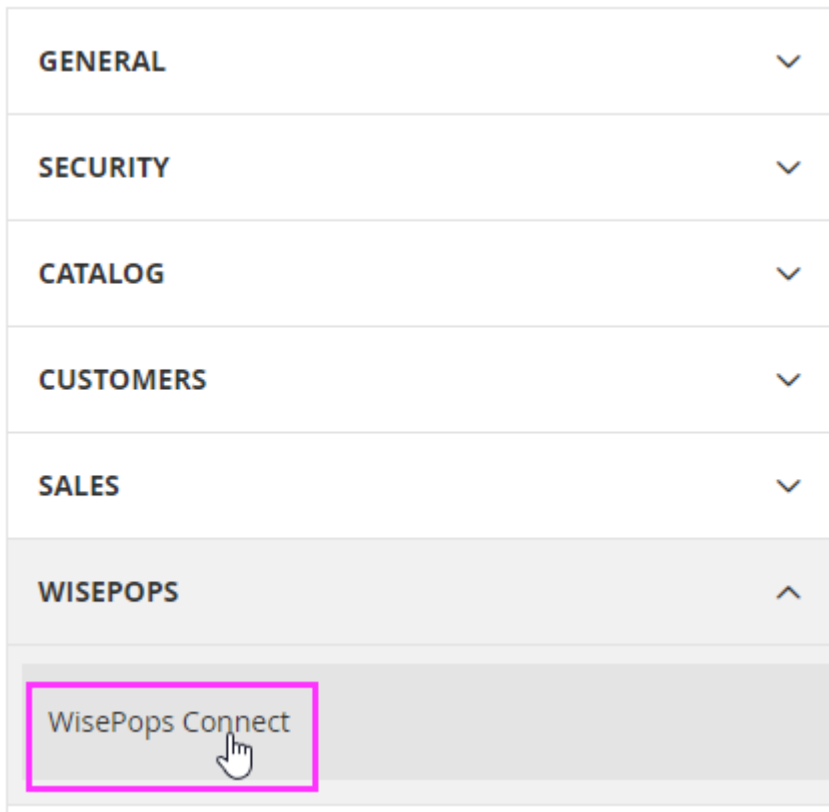 GENERAL
SECURITY
CATALOG
CUSTOMERS
SALES
WISEPOPS
WisePops Connect